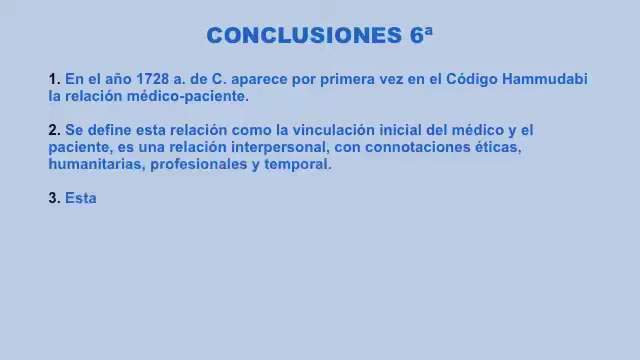 CONCLUSIONES 6ª
1. En el año 1728 a. de C. aparece por primera vez en el Código Hammudabi
la relación médico-paciente.
2. Se define esta relación como la vinculación inicial del médico y el
paciente, es una relación interpersonal, con connotaciones éticas,
humanitarias, profesionales y temporal.
3. Esta